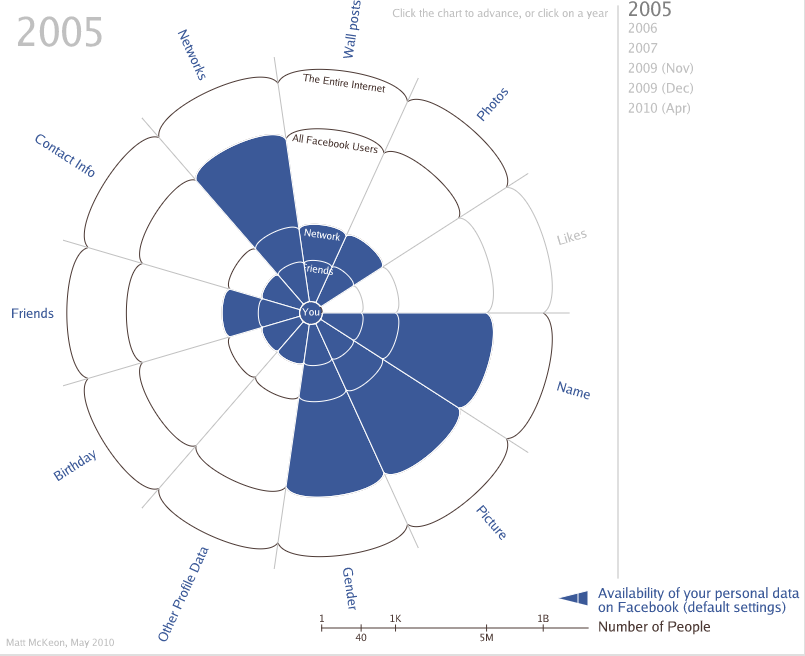 2005
Click the chart to advance, or click on a year
2005
2006
2007
2009 (Nov)
2009 (Dec)
2010 (Apr)
Networks
Wall posts
Photos
Likes
Name
Picture
Gender
Other Profile Data
Birthday
Friends
Contact Info
The Entire Internet
All Facebook Users
Network
Friends
You
Availability of your personal data
on Facebook (default settings)
Number of People
1
1K
1B
40
5M
Matt McKeon, May 2010